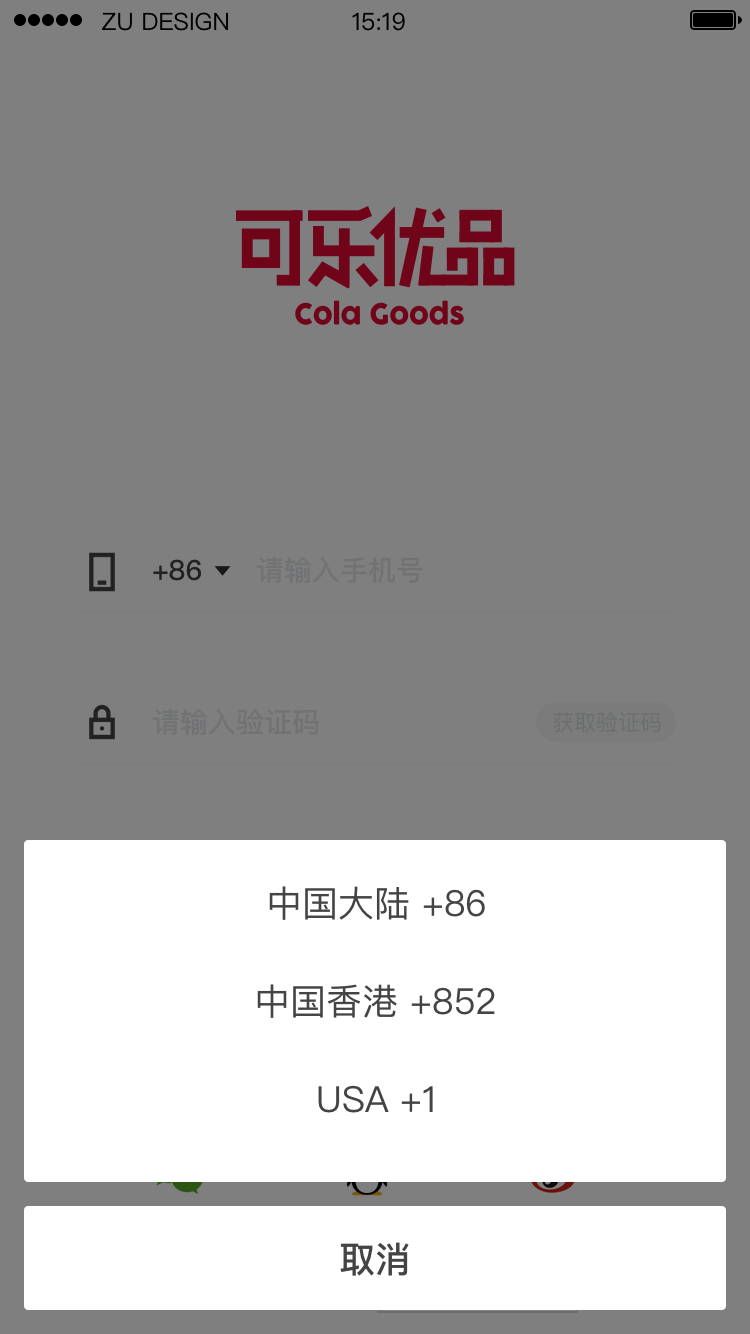 ZU DESIGN 15:19
可乐优品
Cola Goods
+86 请输入手机号
请输入验证码 获取验证码
中国大陆 +86
中国香港 +852
USA +1
取消